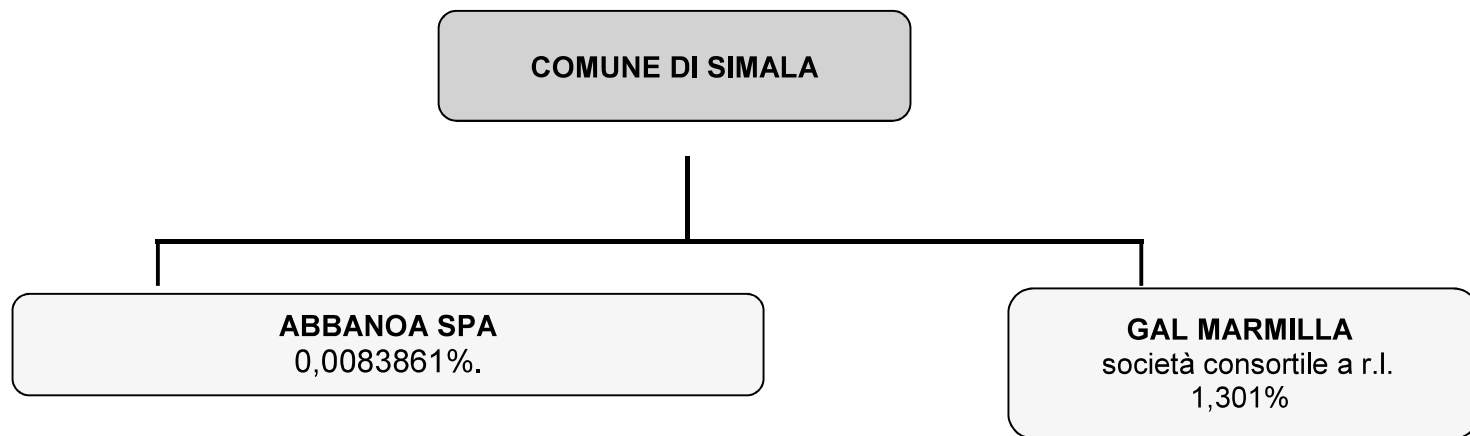 COMUNE DI SIMALA
ABBANOA SPA
0,0083861%.
GAL MARMILLA
società consortile a r.l.
1,301%